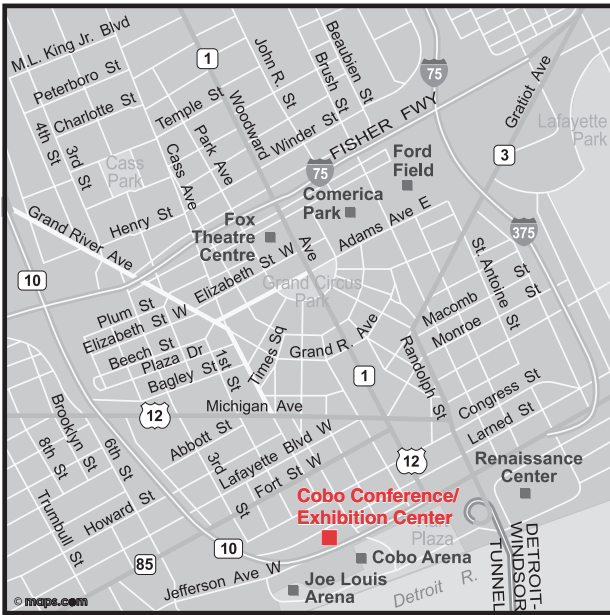 M.L. King Jr. Blvd
Peterboro St
Charlotte St
4th St
3rd St
Cass
Park
Temple St
Park Ave
Cass Ave
Henry St
1
Woodward
John R. St
Brush St
Beaubien St
Winder St
75
FISHER FWY
75
Gratiot Ave
3
Lafayette
Park
Ford
Field
Comerica
Park
Fox
Theatre
Centre
Ave
Adams Ave E
375
Grand River Ave
10
Elizabeth St W
Grand Circus
Park
St. Antoine St
Macomb St
Monroe St
Plum St
Elizabeth St W
Beech St
Plaza Dr
Bagley St
1st St
Times Sq
Grand R. Ave
Randolph St
1
Michigan Ave
12
Congress St
Larned St
Brooklyn St
8th St
6th St
Abbott St
3rd St
Lafayette Blvd W
Fort St W
12
Renaissance
Center
Trumbull St
Howard St
Cobo Conference/
Exhibition Center
Plaza
10
85
Cobo Arena
Jefferson Ave W
Joe Louis
Arena
Detroit R.
DETROIT-
WINDSOR
TUNNEL
© maps.com